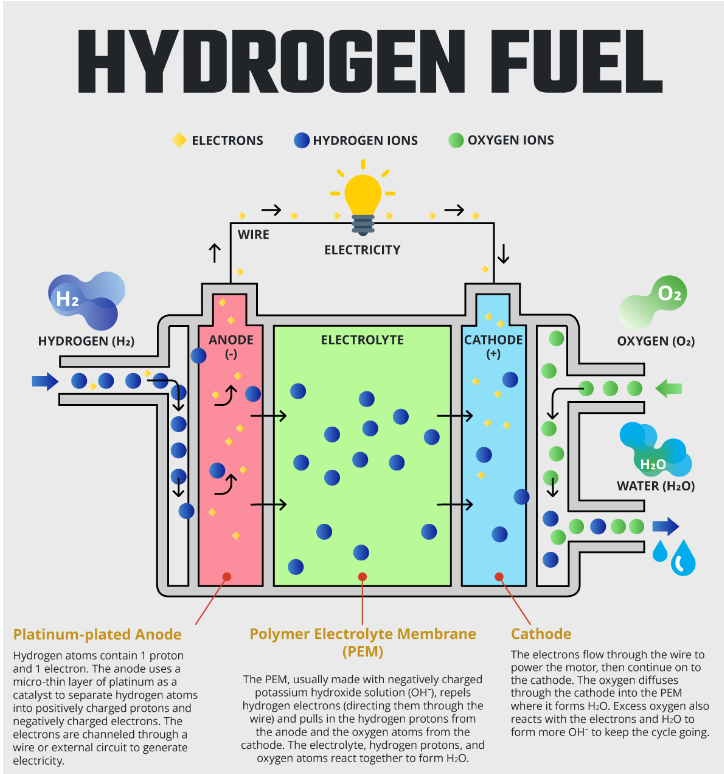 HYDROGEN FUEL
ELECTRONS
HYDROGEN IONS
OXYGEN IONS
WIRE
ELECTRICITY
H₂
HYDROGEN (H₂)
O₂
OXYGEN (O₂)
ANODE
(-)
ELECTROLYTE
CATHODE
(+)
H₂O
WATER (H₂O)
Platinum-plated Anode
Hydrogen atoms contain 1 proton
and 1 electron. The anode uses a
micro-thin layer of platinum as a
catalyst to separate hydrogen atoms
into positively charged protons and
negatively charged electrons. The
electrons are channeled through a
wire or external circuit to generate
electricity.
Polymer Electrolyte Membrane
(PEM)
The PEM, usually made with negatively charged
potassium hydroxide solution (OH⁻), repels
hydrogen electrons (directing them through the
wire) and pulls in the hydrogen protons from
the anode and the oxygen atoms from the
cathode. The electrolyte, hydrogen protons, and
oxygen atoms react together to form H₂O.
Cathode
The electrons flow through the wire to
power the motor, then continue on to
the cathode. The oxygen diffuses
through the cathode into the PEM
where it forms H₂O. Excess oxygen also
reacts with the electrons and H₂O to
form more OH⁻ to keep the cycle going.